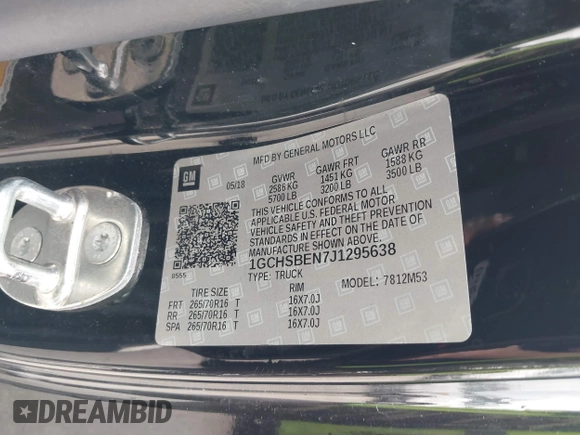 GM
MFD BY GENERAL MOTORS LLC
05/18
GVWR GAWR FRT GAWR RR
2585 KG 1451 KG 1588 KG
5700 LB 3200 LB 3500 LB
THIS VEHICLE CONFORMS TO ALL
APPLICABLE U.S. FEDERAL MOTOR
VEHICLE SAFETY AND THEFT PREVENTION
STANDARDS IN EFFECT ON THE DATE OF
MANUFACTURE SHOWN ABOVE.
1GCHSBEN7J1295638
TYPE: TRUCK
MODEL: 7812M53
TIRE SIZE RIM
FRT 265/70R16 T 16X7.0J
RR 265/70R16 T 16X7.0J
SPA 265/70R16 T 16X7.0J
DREAMBID